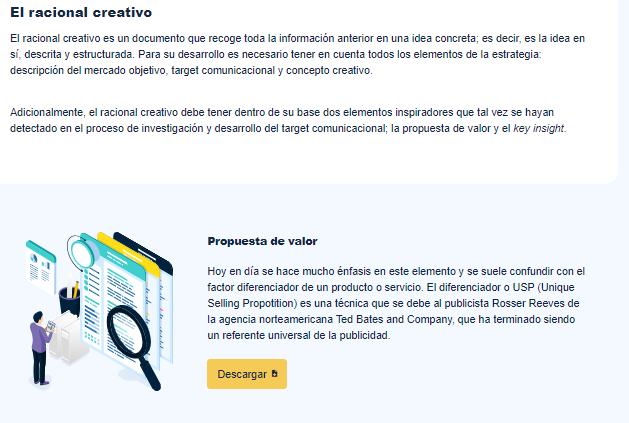 El racional creativo
El racional creativo es un documento que recoge toda la información anterior en una idea concreta; es decir, es la idea en
sí, descrita y estructurada. Para su desarrollo es necesario tener en cuenta todos los elementos de la estrategia:
descripción del mercado objetivo, target comunicacional y concepto creativo.
Adicionalmente, el racional creativo debe tener dentro de su base dos elementos inspiradores que tal vez se hayan
detectado en el proceso de investigación y desarrollo del target comunicacional; la propuesta de valor y el key insight.
Propuesta de valor
Hoy en día se hace mucho énfasis en este elemento y se suele confundir con el
factor diferenciador de un producto o servicio. El diferenciador o USP (Unique
Selling Propotition) es una técnica que se debe al publicista Rosser Reeves de
la agencia norteamericana Ted Bates and Company, que ha terminado siendo
un referente universal de la publicidad.
Descargar